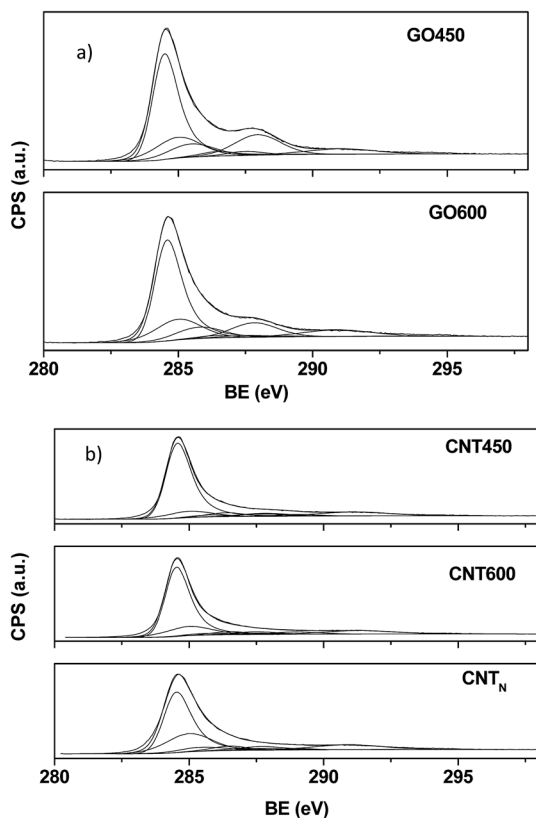 a)
GO450
CPS (a.u.)
GO600
280 285 290 295
BE (eV)
b)
CNT450
CPS (a.u.)
CNT600
CNTN
280 285 290 295
BE (eV)